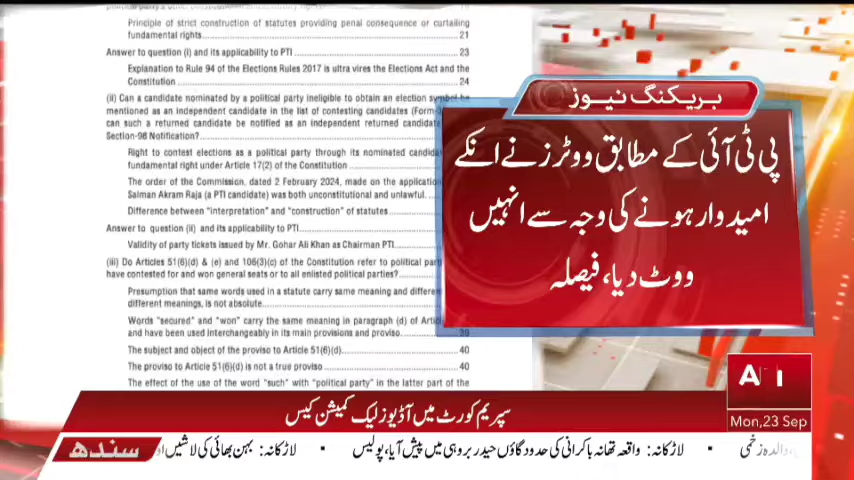 Principle of strict construction of statutes providing penal consequence or curtailing
fundamental rights 21
Answer to question (i) and its applicability to PTI 23
Explanation to Rule 94 of the Elections Rules 2017 is ultra vires the Elections Act and the
Constitution 24
(ii) Can a candidate nominated by a political party ineligible to obtain an election symbol be
mentioned as an independent candidate in the list of contesting candidates (Form-
can such a returned candidate be notified as an independent returned candidate
Section-98 Notification?
Right to contest elections as a political party through its nominated
fundamental right under Article 17(2) of the Constitution
The order of the Commission, dated 2 February 2024, made on the application
Salman Akram Raja (a PTI candidate) was both unconstitutional and unlawful.
Difference between "interpretation" and "construction" of statutes
Answer to question (ii) and its applicability to PTI
Validity of party tickets issued by Mr. Gohar Ali Khan as Chairman PTI
(iii) Do Articles 51(6)(d) & (e) and 106(3)(c) of the Constitution refer to political
have contested for and won general seats or to all enlisted political parties?
Presumption that same words used in a statute carry same meaning and
different meanings, is not absolute.
Words "secured" and "won" carry the same meaning in paragraph (d) of
and have been used interchangeably in its main provisions and proviso 39
The subject and object of the proviso to Article 51(6)(d) 40
The proviso to Article 51(6)(d) is not a true proviso 40
The effect of the use of the word "such" with "political party" in the latter part of the
بریکنگ نیوز
پی ٹی آئی کے مطابق ووٹرز نے انکے
امیدوار ہونے کی وجہ سے انہیں
ووٹ دیا، فیصلہ
سپریم کورٹ میں آڈیوز لیک کمیشن کیس
Mon,23 Sep
سندھ
والدہ زخمی ▪ لاڑکانہ: واقعہ تھانہ باکرانی کی حدود گاؤں حیدر بروہی میں پیش آیا، پولیس ▪ لاڑکانہ: بہن بھائی کی لاشیں